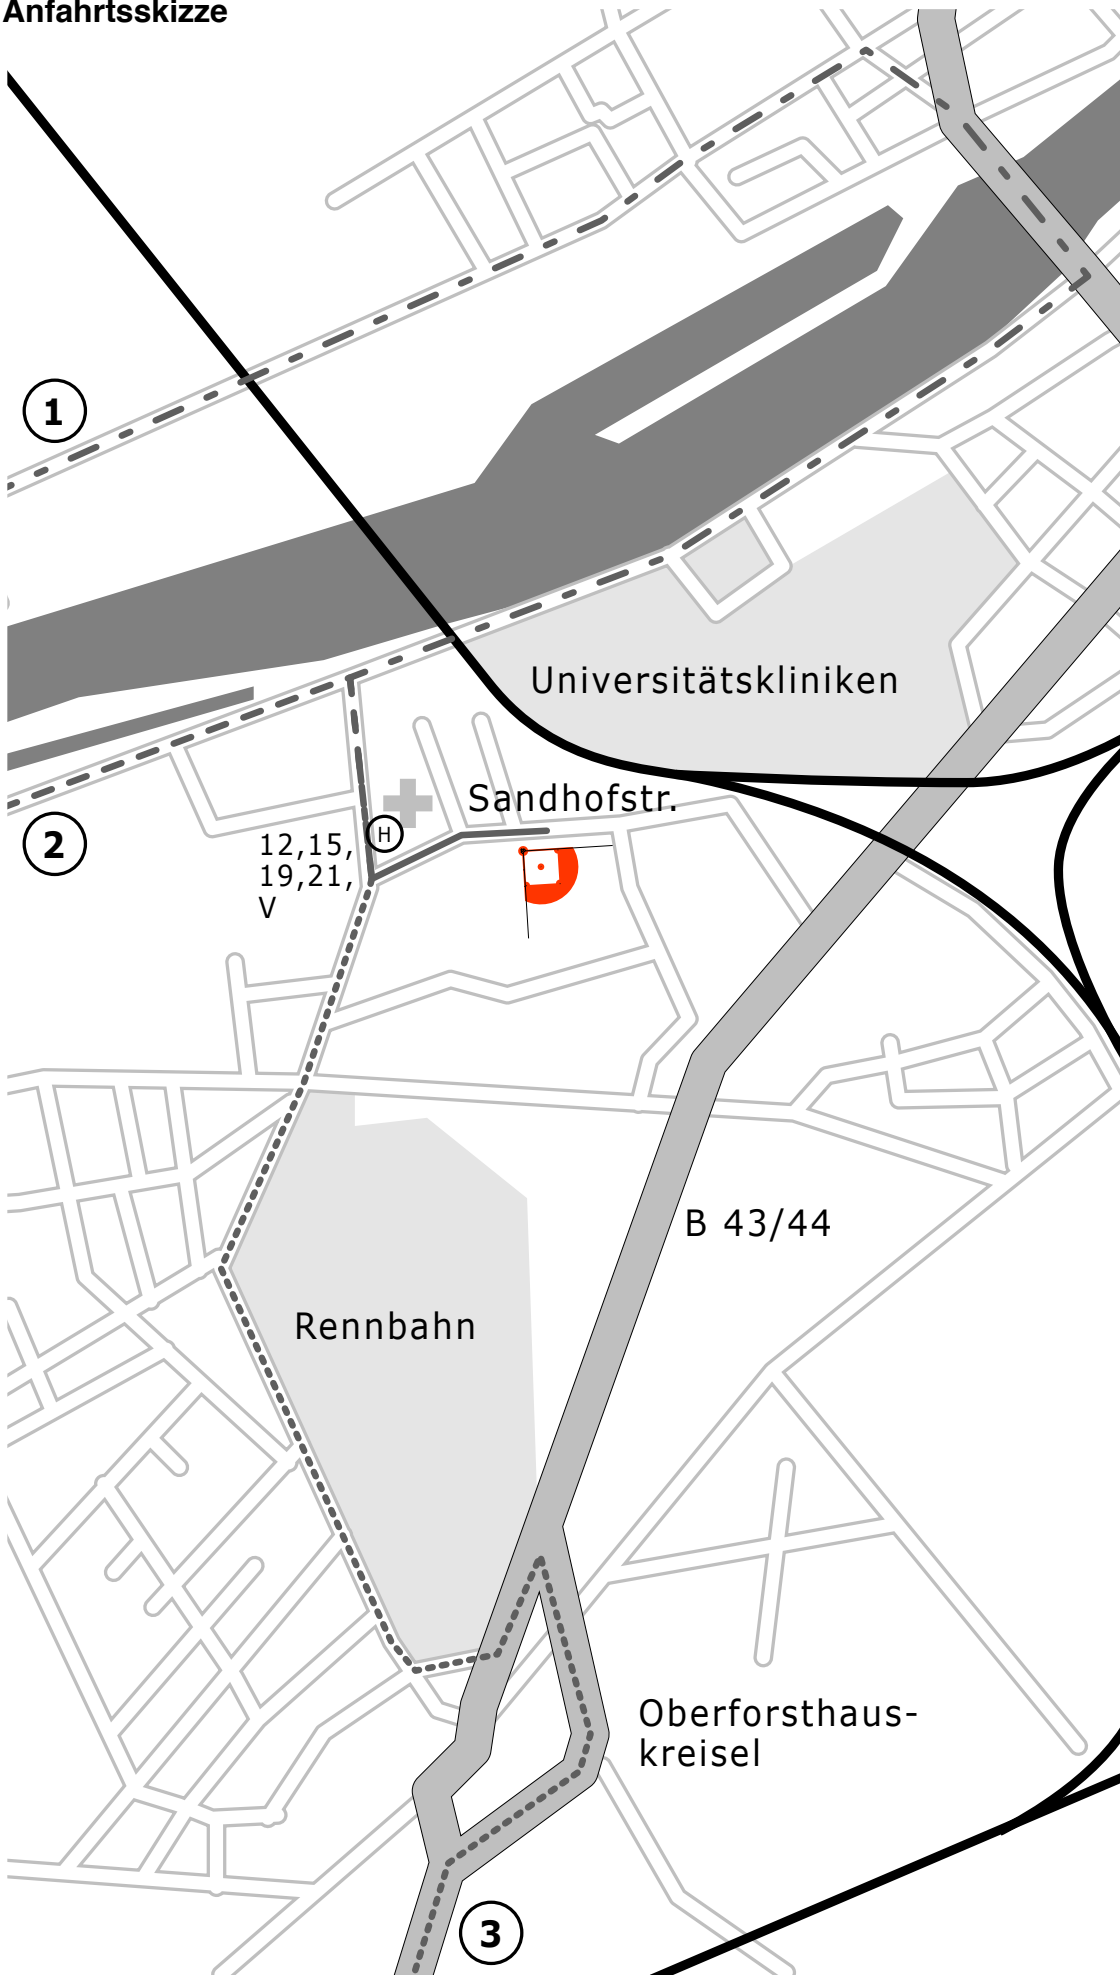 Anfahrtsskizze
1
Universitätskliniken
Sandhofstr.
2
H
12,15,
19,21,
V
B 43/44
Rennbahn
Oberforsthaus-
kreisel
3